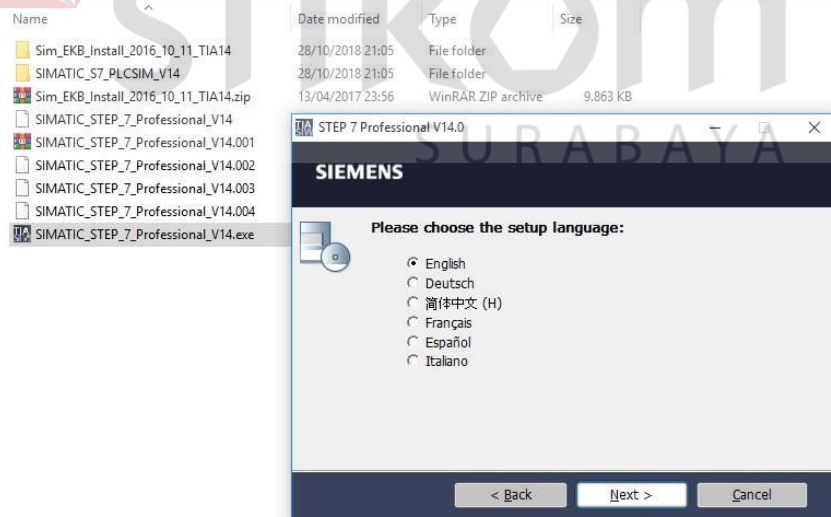 stikom
SURABAYA
Name Date modified Type Size
Sim_EKB_Install_2016_10_11_TIA14 28/10/2018 21:05 File folder
SIMATIC_S7_PLCSIM_V14 28/10/2018 21:05 File folder
Sim_EKB_Install_2016_10_11_TIA14.zip 13/04/2017 23:56 WinRAR ZIP archive 9.863 KB
SIMATIC_STEP_7_Professional_V14
SIMATIC_STEP_7_Professional_V14.001
SIMATIC_STEP_7_Professional_V14.002
SIMATIC_STEP_7_Professional_V14.003
SIMATIC_STEP_7_Professional_V14.004
SIMATIC_STEP_7_Professional_V14.exe
STEP 7 Professional V14.0
SIEMENS
Please choose the setup language:
English
Deutsch
简体中文 (H)
Français
Español
Italiano
< Back Next > Cancel